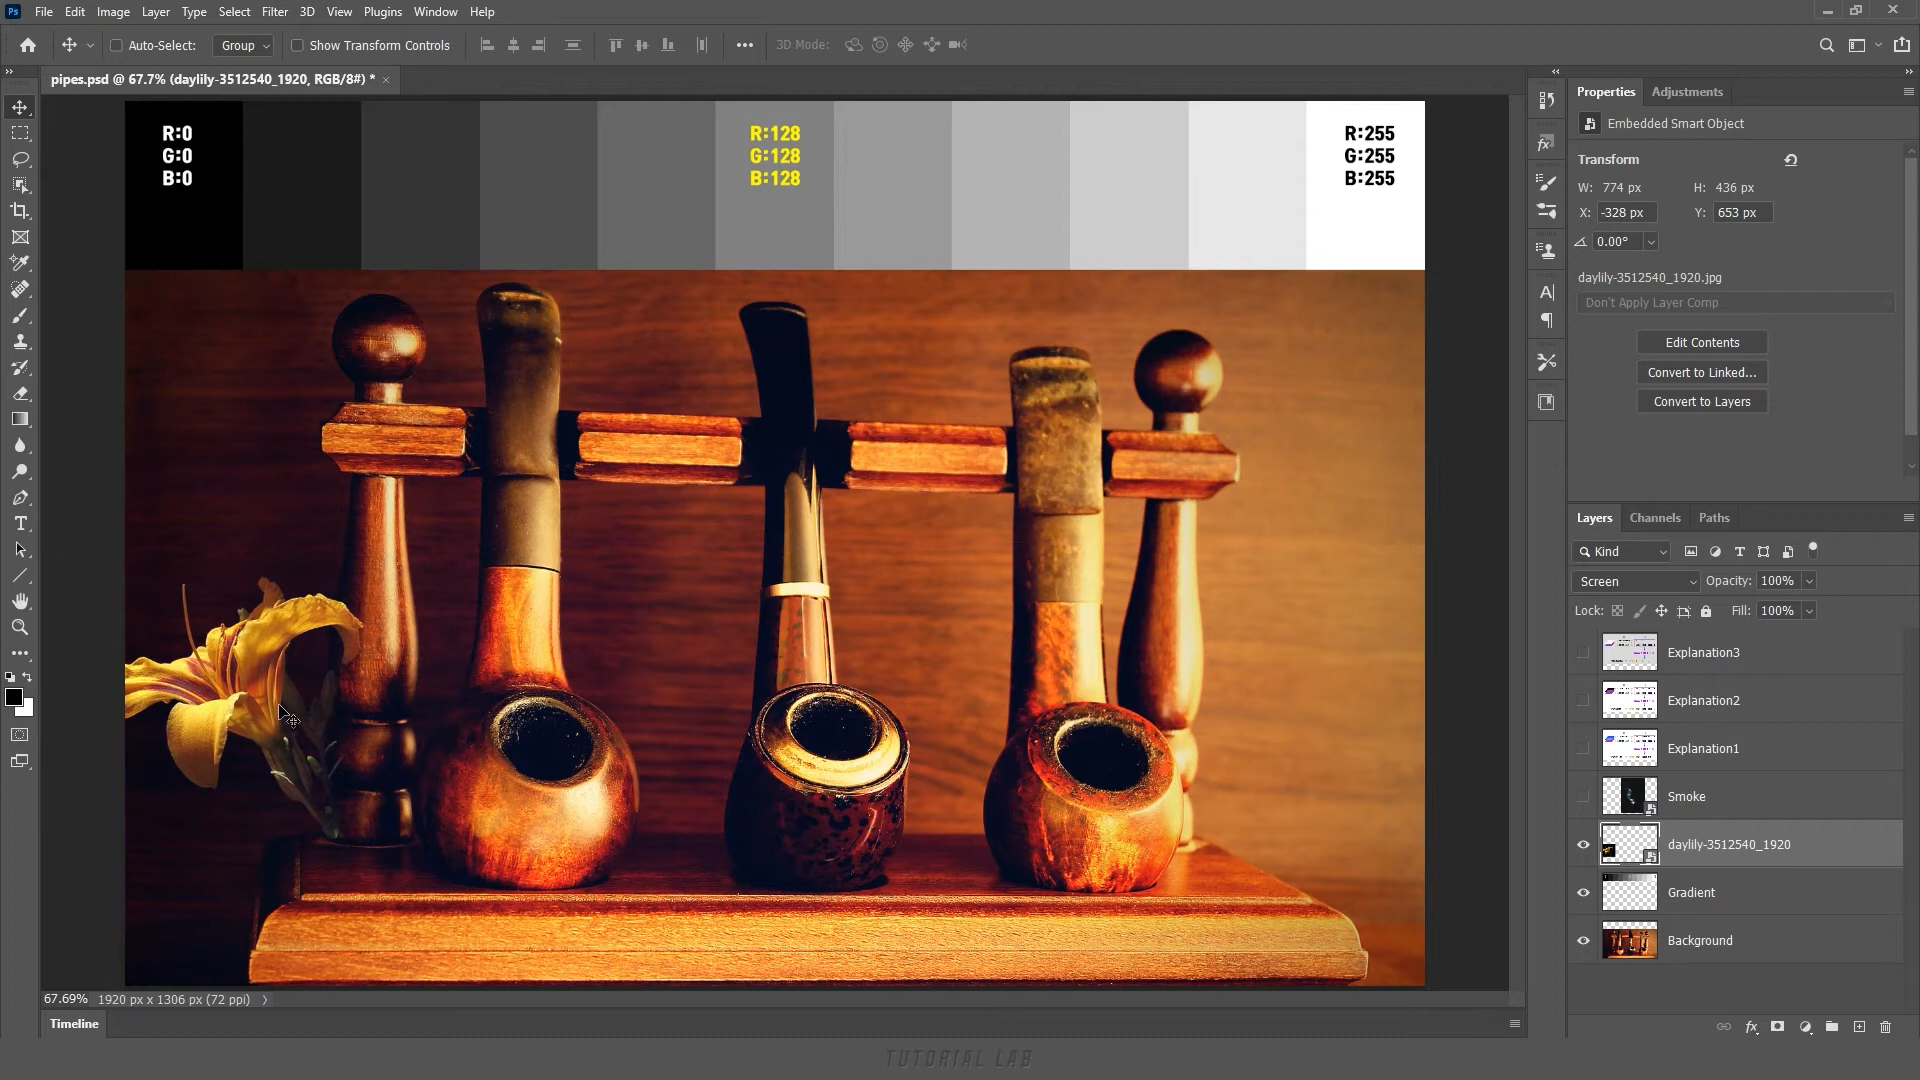 Ps File Edit Image Layer Type Select Filter 3D View Plugins Window Help
Auto-Select: Group Show Transform Controls 3D Mode:
pipes.psd @ 67.7% (daylily-3512540_1920, RGB/8#) *
R:0
G:0
B:0
R:128
G:128
B:128
R:255
G:255
B:255
67.69% 1920 px x 1306 px (72 ppi)
Timeline
TUTORIAL LAB
Properties Adjustments
Embedded Smart Object
Transform
W: 774 px H: 436 px
X: -328 px Y: 653 px
0.00°
daylily-3512540_1920.jpg
Don't Apply Layer Comp
Edit Contents
Convert to Linked...
Convert to Layers
Layers Channels Paths
Kind
Screen Opacity: 100%
Lock: Fill: 100%
Explanation3
Explanation2
Explanation1
Smoke
daylily-3512540_1920
Gradient
Background